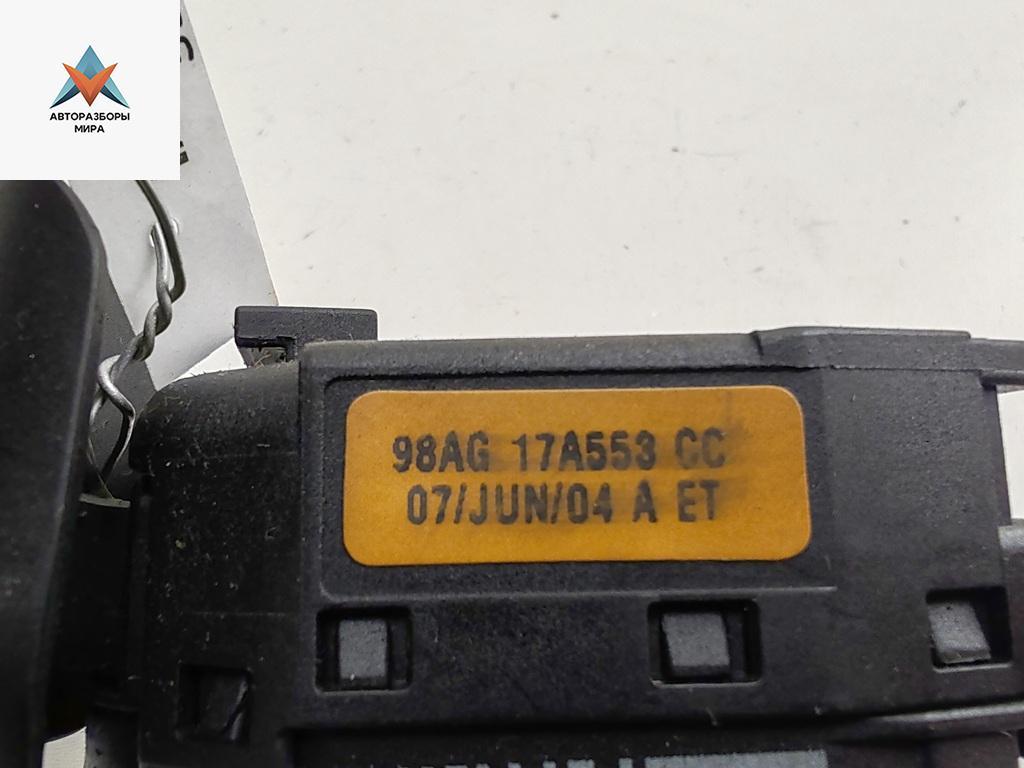 АВТОРАЗБОРЫ
МИРА
98AG 17A553 CC
07/JUN/04 A ET